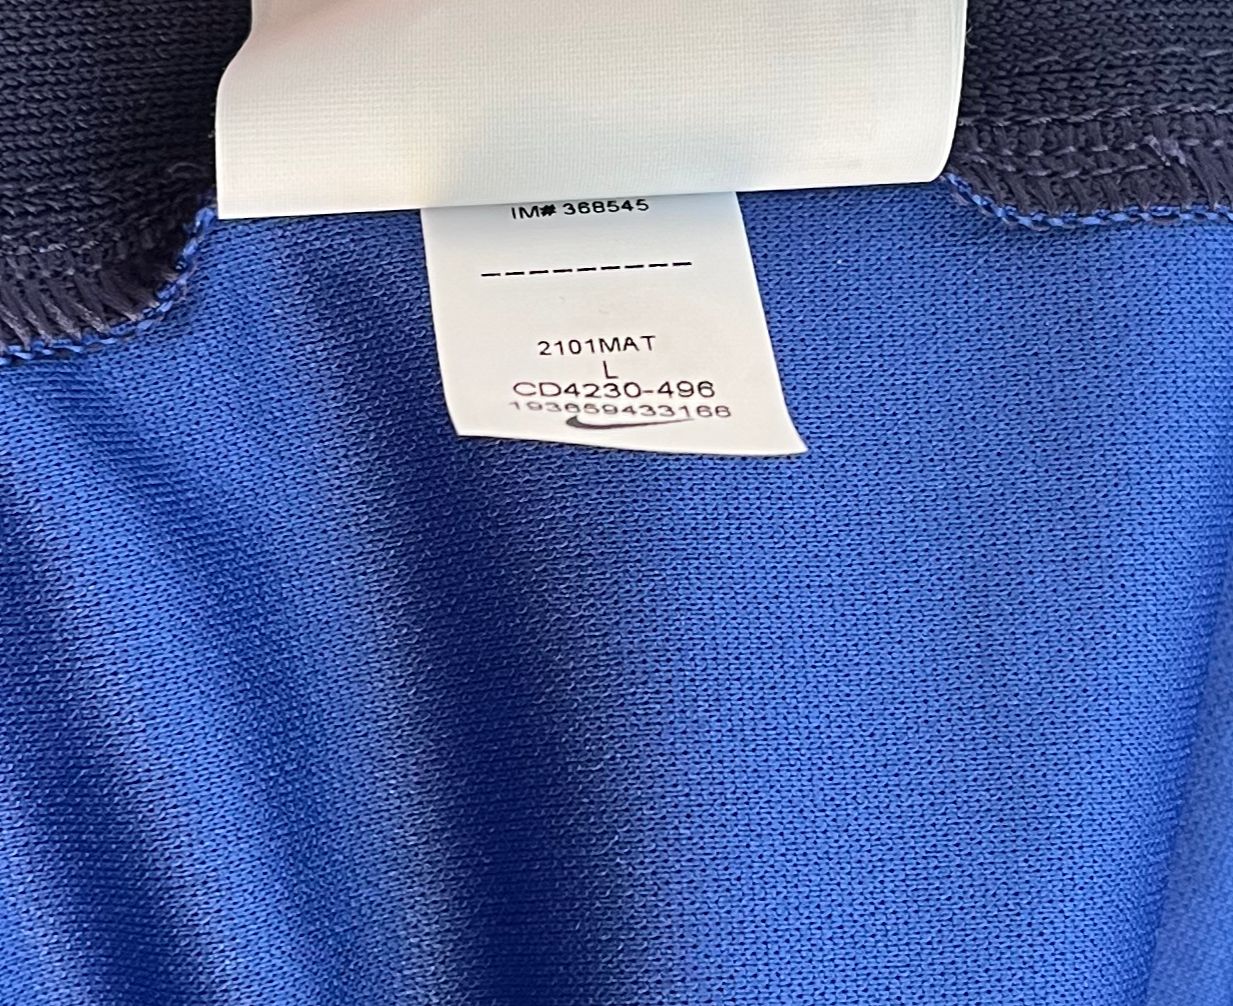 IM# 368545
---------
2101MAT
L
CD4230-496
193659433166